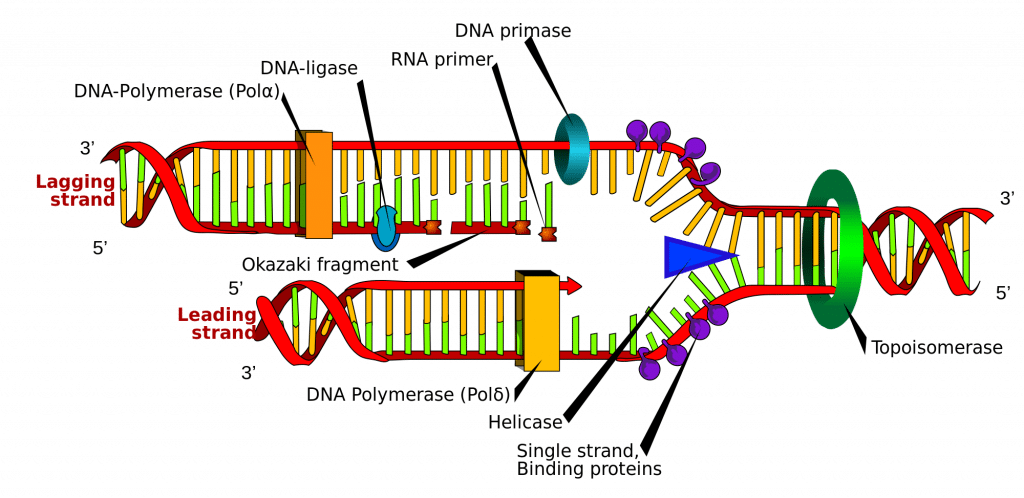 DNA primase
RNA primer
DNA-ligase
DNA-Polymerase (Polα)
3’
Lagging
strand
5’
Okazaki fragment
3’
5’
5’
Leading
strand
3’
Topoisomerase
DNA Polymerase (Polδ)
Helicase
Single strand,
Binding proteins